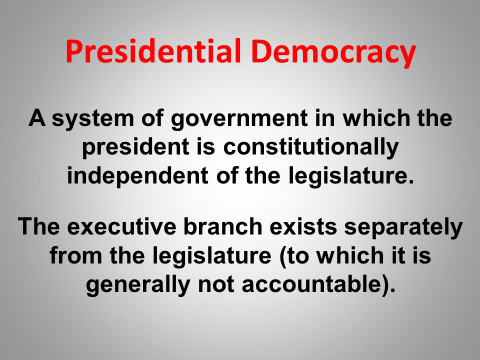 Presidential Democracy
A system of government in which the
president is constitutionally
independent of the legislature.
The executive branch exists separately
from the legislature (to which it is
generally not accountable).